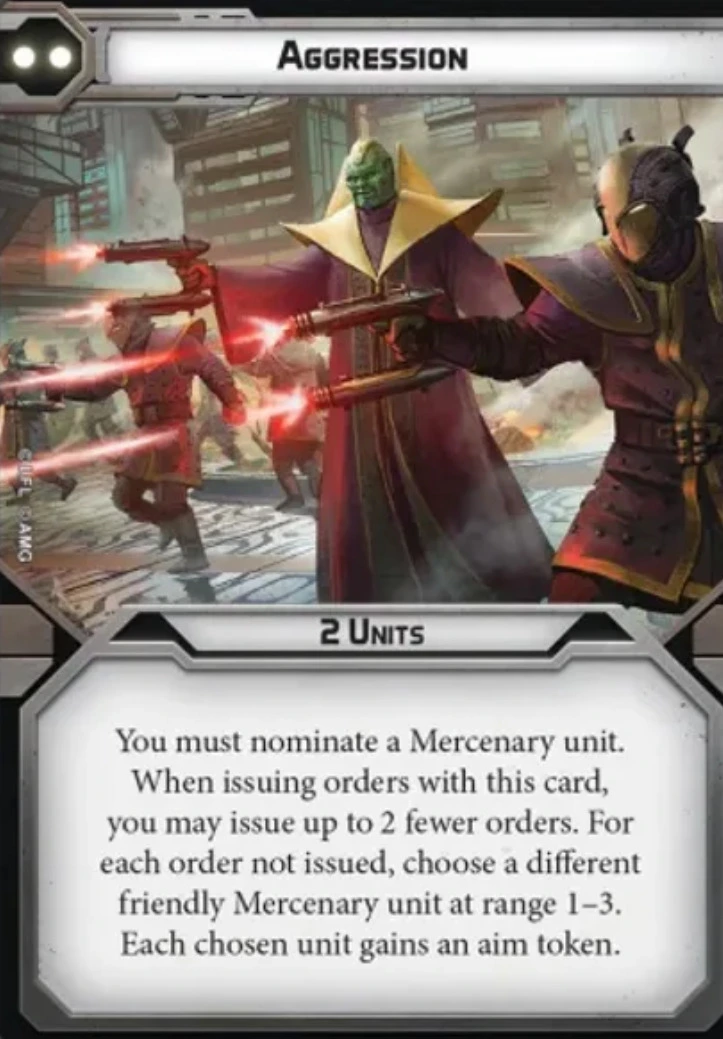 Aggression
©LFL ©AMG
2 Units
You must nominate a Mercenary unit.
When issuing orders with this card,
you may issue up to 2 fewer orders. For
each order not issued, choose a different
friendly Mercenary unit at range 1–3.
Each chosen unit gains an aim token.